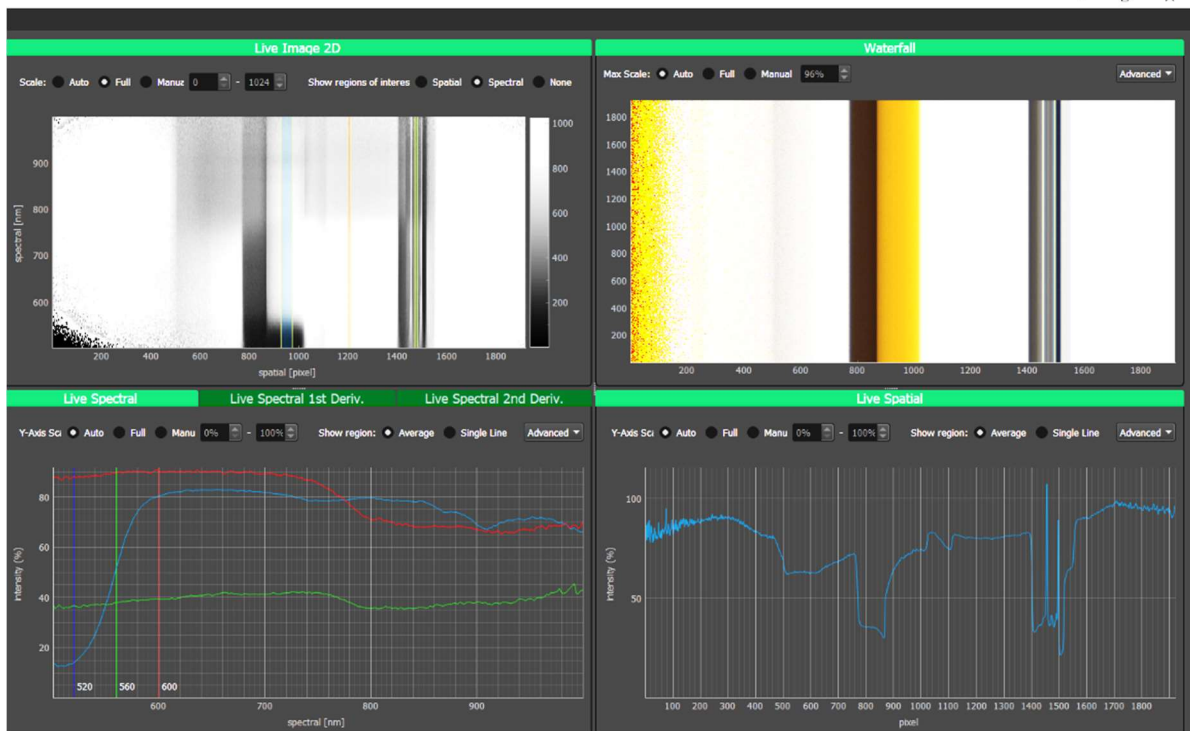 Live Image 2D
Scale: Auto Full Manua 0 - 1024 Show regions of interes Spatial Spectral None
1000
900
800
800
700
600
600
400
200
spectral [nm]
200 400 600 800 1000 1200 1400 1600 1800
spatial [pixel]
Waterfall
Max Scale: Auto Full Manual 96% Advanced
1800
1600
1400
1200
1000
800
600
400
200
200 400 600 800 1000 1200 1400 1600 1800
Live Spectral Live Spectral 1st Deriv. Live Spectral 2nd Deriv.
Y-Axis Sca Auto Full Manu 0% - 100% Show region: Average Single Line Advanced
80
60
40
20
intensity (%)
520 560 600
600 700 800 900
spectral [nm]
Live Spatial
Y-Axis Sca Auto Full Manu 0% - 100% Show region: Average Single Line Advanced
100
50
intensity (%)
100 200 300 400 500 600 700 800 900 1000 1100 1200 1300 1400 1500 1600 1700 1800
pixel